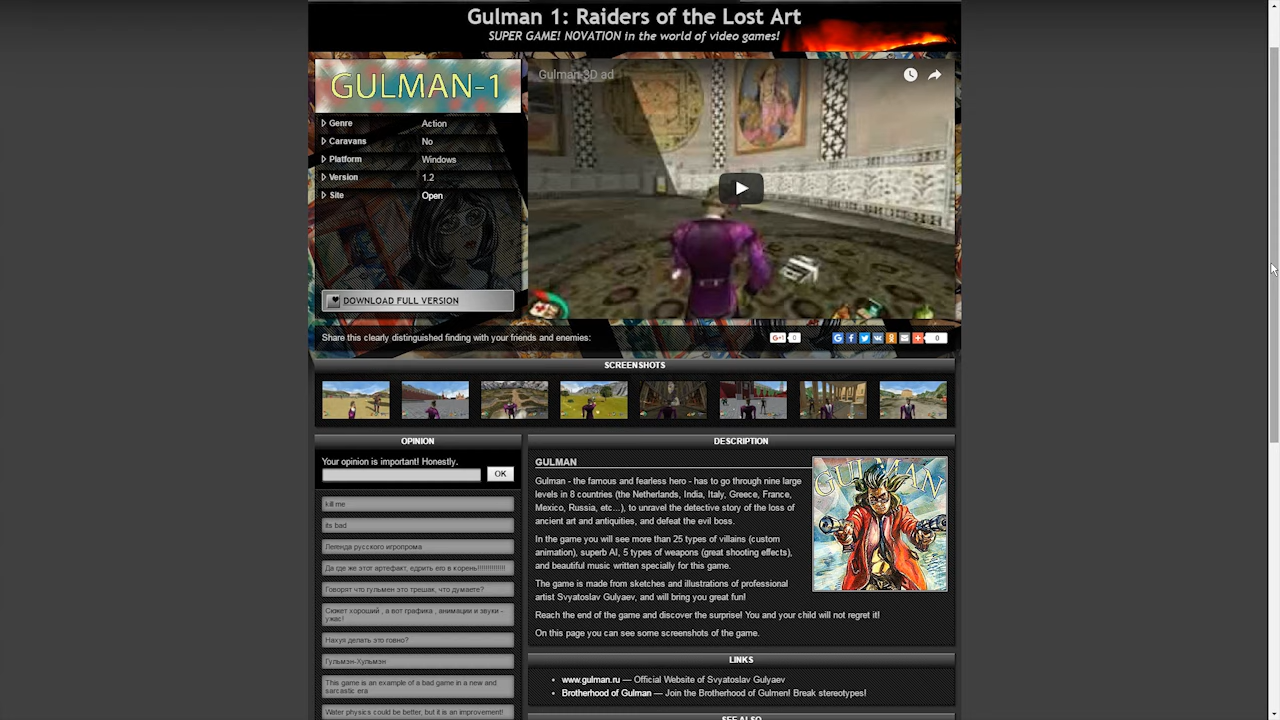 Gulman 1: Raiders of the Lost Art
SUPER GAME! NOVATION in the world of video games!
GULMAN-1
Genre Action
Caravans No
Platform Windows
Version 1.2
Site Open
DOWNLOAD FULL VERSION
Gulman 3D ad
Share this clearly distinguished finding with your friends and enemies:
0
0
SCREENSHOTS
OPINION
Your opinion is important! Honestly.
OK
kill me
its bad
Легенда русского игропрома
Да где же этот артефакт, едрить его в корень!!!!!!!!!!!!!!
Говорят что гульмен это трешак, что думаете?
Сюжет хороший , а вот графика , анимации и звуки -
ужас!
Нахуя делать это говно?
Гульмэн-Хульмэн
This game is an example of a bad game in a new and
sarcastic era
Water physics could be better, but it is an improvement!
DESCRIPTION
GULMAN
Gulman - the famous and fearless hero - has to go through nine large
levels in 8 countries (the Netherlands, India, Italy, Greece, France,
Mexico, Russia, etc...), to unravel the detective story of the loss of
ancient art and antiquities, and defeat the evil boss.
In the game you will see more than 25 types of villains (custom
animation), superb AI, 5 types of weapons (great shooting effects),
and beautiful music written specially for this game.
The game is made from sketches and illustrations of professional
artist Svyatoslav Gulyaev, and will bring you great fun!
Reach the end of the game and discover the surprise! You and your child will not regret it!
On this page you can see some screenshots of the game.
GULMAN
LINKS
www.gulman.ru — Official Website of Svyatoslav Gulyaev
Brotherhood of Gulman — Join the Brotherhood of Gulmen! Break stereotypes!
SEE ALSO